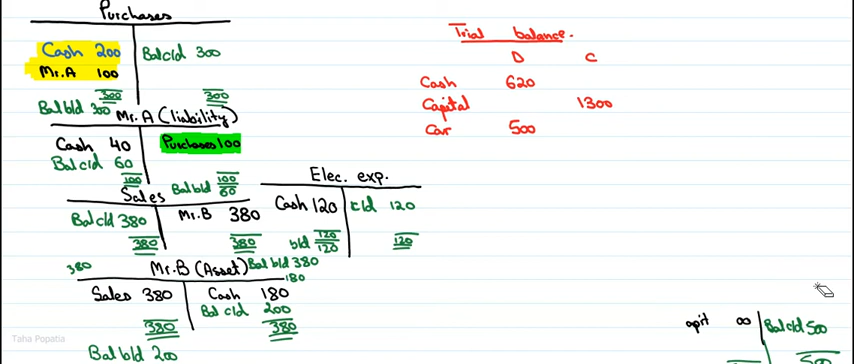 Purchases
Cash 200
Bal c/d 300
Mr.A 100
300
300
Bal b/d 300
Mr.A (liability)
Cash 40
Purchases 100
Bal c/d 60
100
100
Bal b/d 60
Sales
Bal c/d 380
Mr.B 380
380
380
Bal b/d 380
Elec. exp.
Cash 120
c/d 120
120
120
b/d 120
380
Mr.B (Asset)
180
Sales 380
Cash 180
Bal c/d 200
380
380
Bal b/d 200
Trial balance.
D C
Cash 620
Capital 1300
Car 500
apit 00
Bal c/d 500
500
Taha Popatia